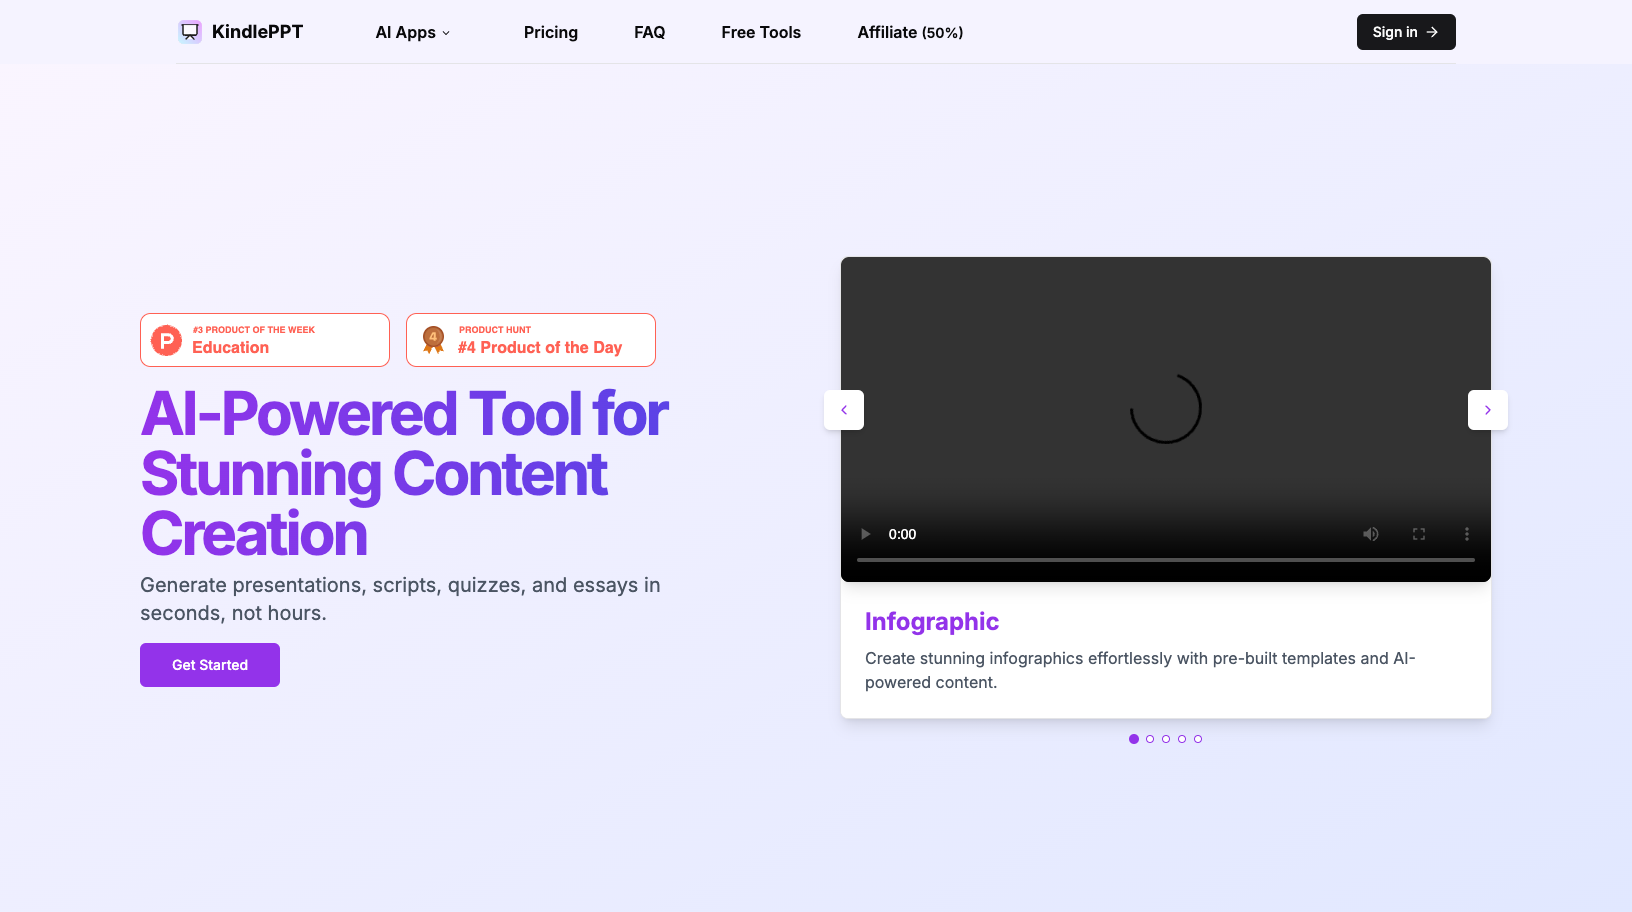 KindlePPT
AI Apps
Pricing
FAQ
Free Tools
Affiliate (50%)
Sign in
#3 PRODUCT OF THE WEEK
Education
4
PRODUCT HUNT
#4 Product of the Day
AI-Powered Tool for
Stunning Content
Creation
Generate presentations, scripts, quizzes, and essays in
seconds, not hours.
Get Started
0:00
Infographic
Create stunning infographics effortlessly with pre-built templates and AI-
powered content.